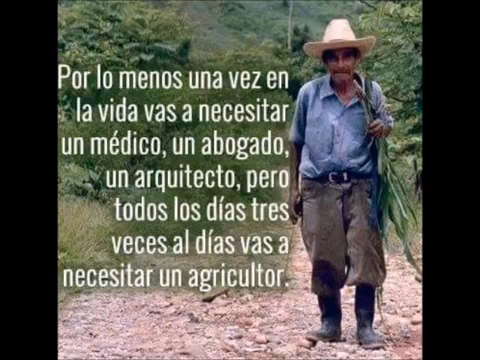 Por lo menos una vez en
la vida vas a necesitar
un médico, un abogado,
un arquitecto, pero
todos los días tres
veces al días vas a
necesitar un agricultor.